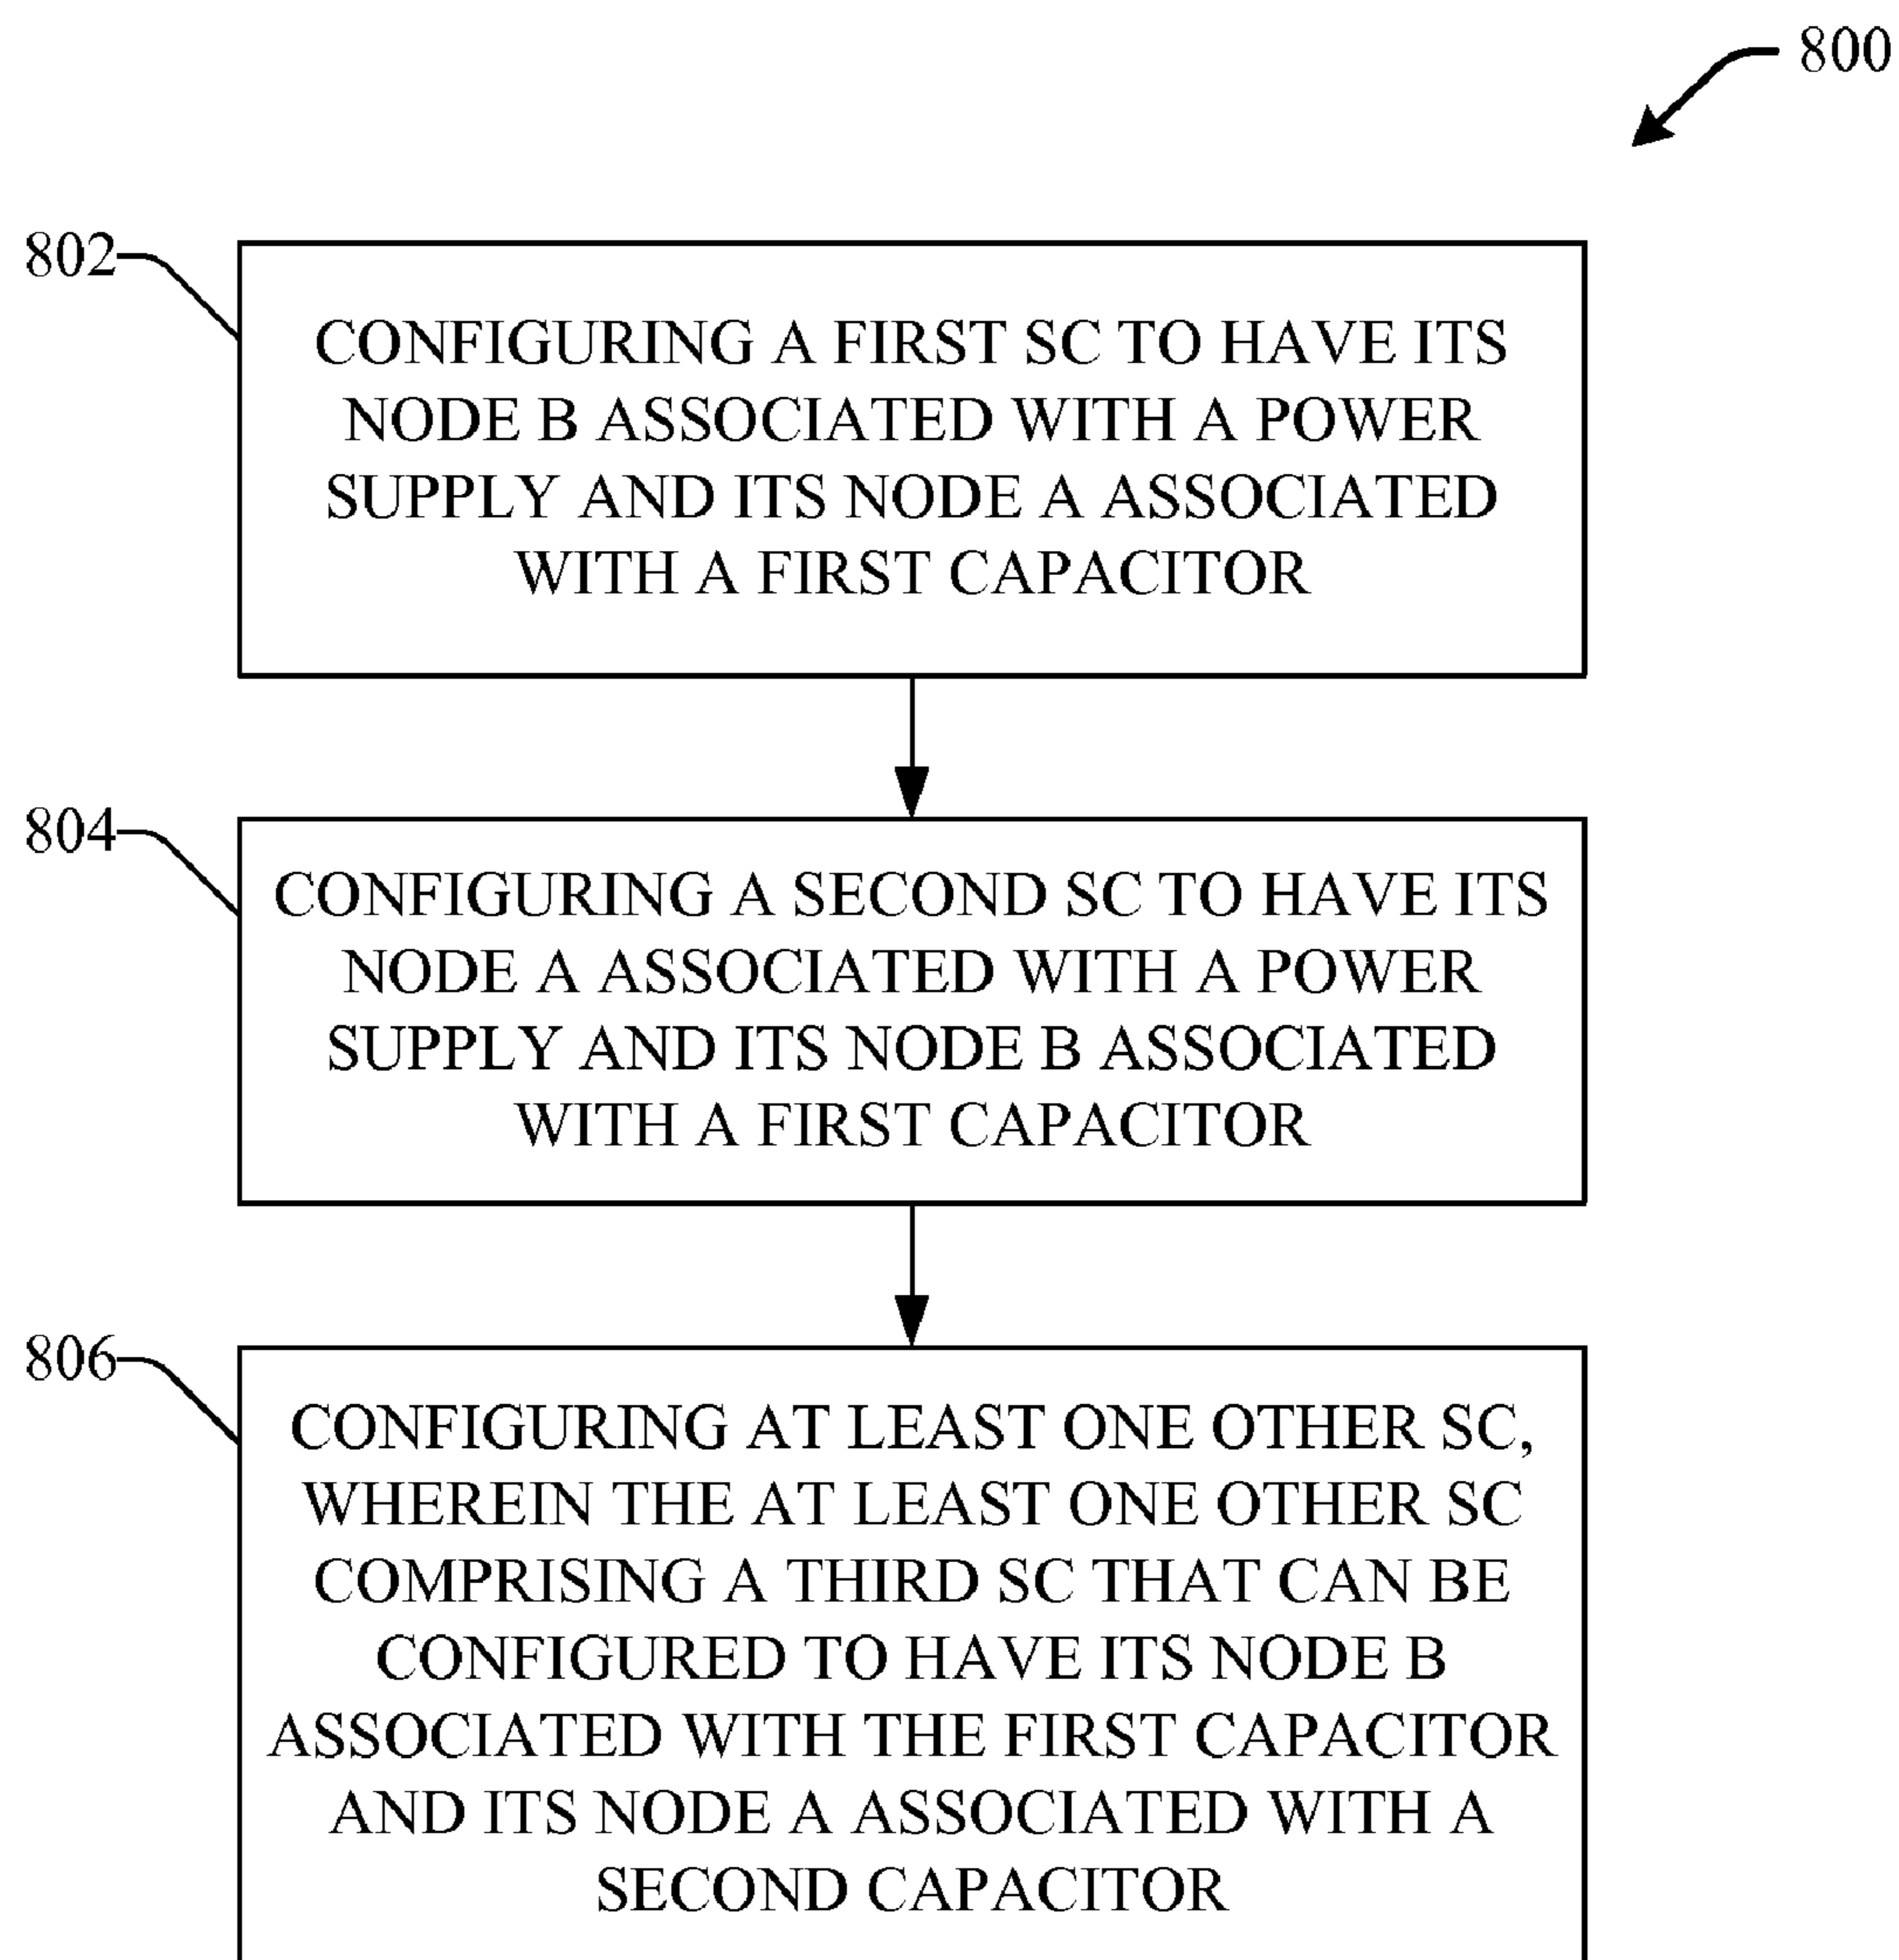 800
802
CONFIGURING A FIRST SC TO HAVE ITS
NODE B ASSOCIATED WITH A POWER
SUPPLY AND ITS NODE A ASSOCIATED
WITH A FIRST CAPACITOR
804
CONFIGURING A SECOND SC TO HAVE ITS
NODE A ASSOCIATED WITH A POWER
SUPPLY AND ITS NODE B ASSOCIATED
WITH A FIRST CAPACITOR
806
CONFIGURING AT LEAST ONE OTHER SC,
WHEREIN THE AT LEAST ONE OTHER SC
COMPRISING A THIRD SC THAT CAN BE
CONFIGURED TO HAVE ITS NODE B
ASSOCIATED WITH THE FIRST CAPACITOR
AND ITS NODE A ASSOCIATED WITH A
SECOND CAPACITOR